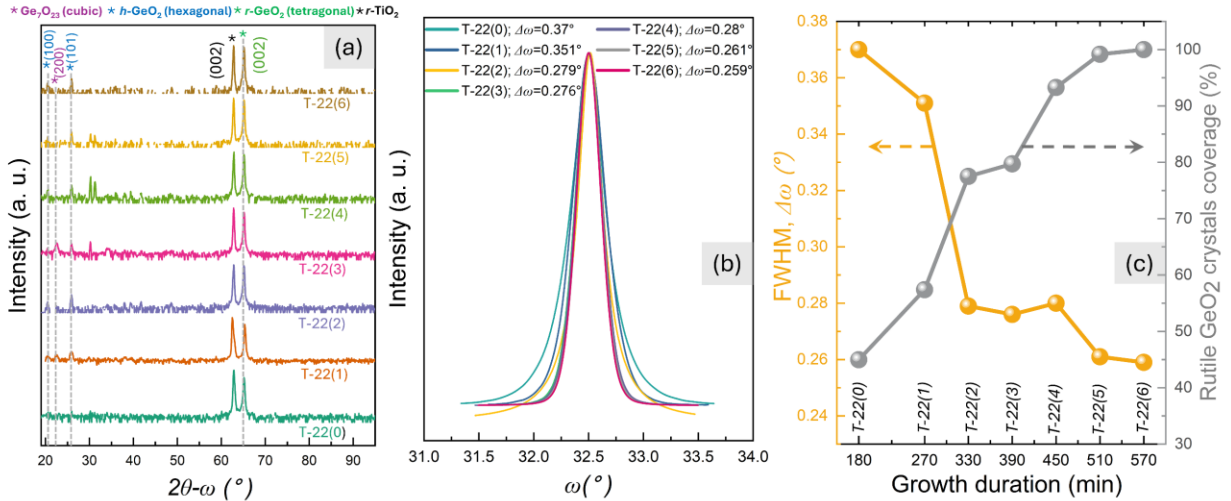 * Ge₇O₂₃ (cubic) * h-GeO₂ (hexagonal) * r-GeO₂ (tetragonal) * r-TiO₂
(a)
*(100)
*(200)
*(101)
(002)
*
*
(002)
T-22(6)
T-22(5)
T-22(4)
T-22(3)
T-22(2)
T-22(1)
T-22(0)
Intensity (a. u.)
20 30 40 50 60 70 80 90
2θ-ω (°)
T-22(0); Δω=0.37°
T-22(1); Δω=0.351°
T-22(2); Δω=0.279°
T-22(3); Δω=0.276°
T-22(4); Δω=0.28°
T-22(5); Δω=0.261°
T-22(6); Δω=0.259°
(b)
Intensity (a. u.)
31.0 31.5 32.0 32.5 33.0 33.5 34.0
ω(°)
FWHM, Δω (°)
0.38
0.36
0.34
0.32
0.30
0.28
0.26
0.24
(c)
T-22(0)
T-22(1)
T-22(2)
T-22(3)
T-22(4)
T-22(5)
T-22(6)
100
90
80
70
60
50
40
30
Rutile GeO2 crystals coverage (%)
180 270 330 390 450 510 570
Growth duration (min)